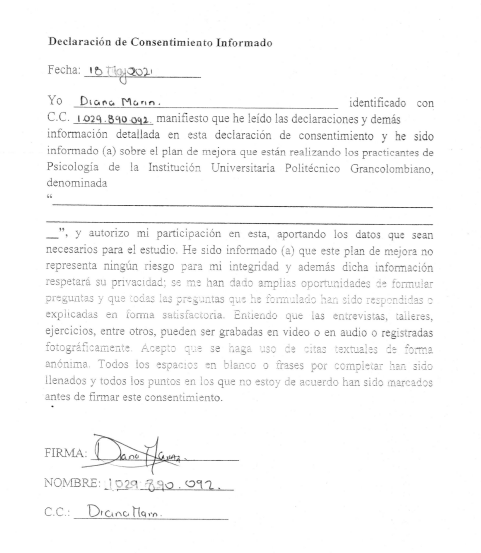 Declaración de Consentimiento Informado
Fecha: 18 May 2021
Yo Diana Marin. identificado con
C.C. 1.029.890.092 manifiesto que he leído las declaraciones y demás
información detallada en esta declaración de consentimiento y he sido
informado (a) sobre el plan de mejora que están realizando los practicantes de
Psicología de la Institución Universitaria Politécnico Grancolombiano,
denominada
“
”, y autorizo mi participación en esta, aportando los datos que sean
necesarios para el estudio. He sido informado (a) que este plan de mejora no
representa ningún riesgo para mi integridad y además dicha información
respetará su privacidad; se me han dado amplias oportunidades de formular
preguntas y que todas las preguntas que he formulado han sido respondidas o
explicadas en forma satisfactoria. Entiendo que las entrevistas, talleres,
ejercicios, entre otros, pueden ser grabadas en video o en audio o registradas
fotográficamente. Acepto que se haga uso de citas textuales de forma
anónima. Todos los espacios en blanco o frases por completar han sido
llenados y todos los puntos en los que no estoy de acuerdo han sido marcados
antes de firmar este consentimiento.
FIRMA:
NOMBRE: 1.029.890.092.
C.C.: Diana Marn.